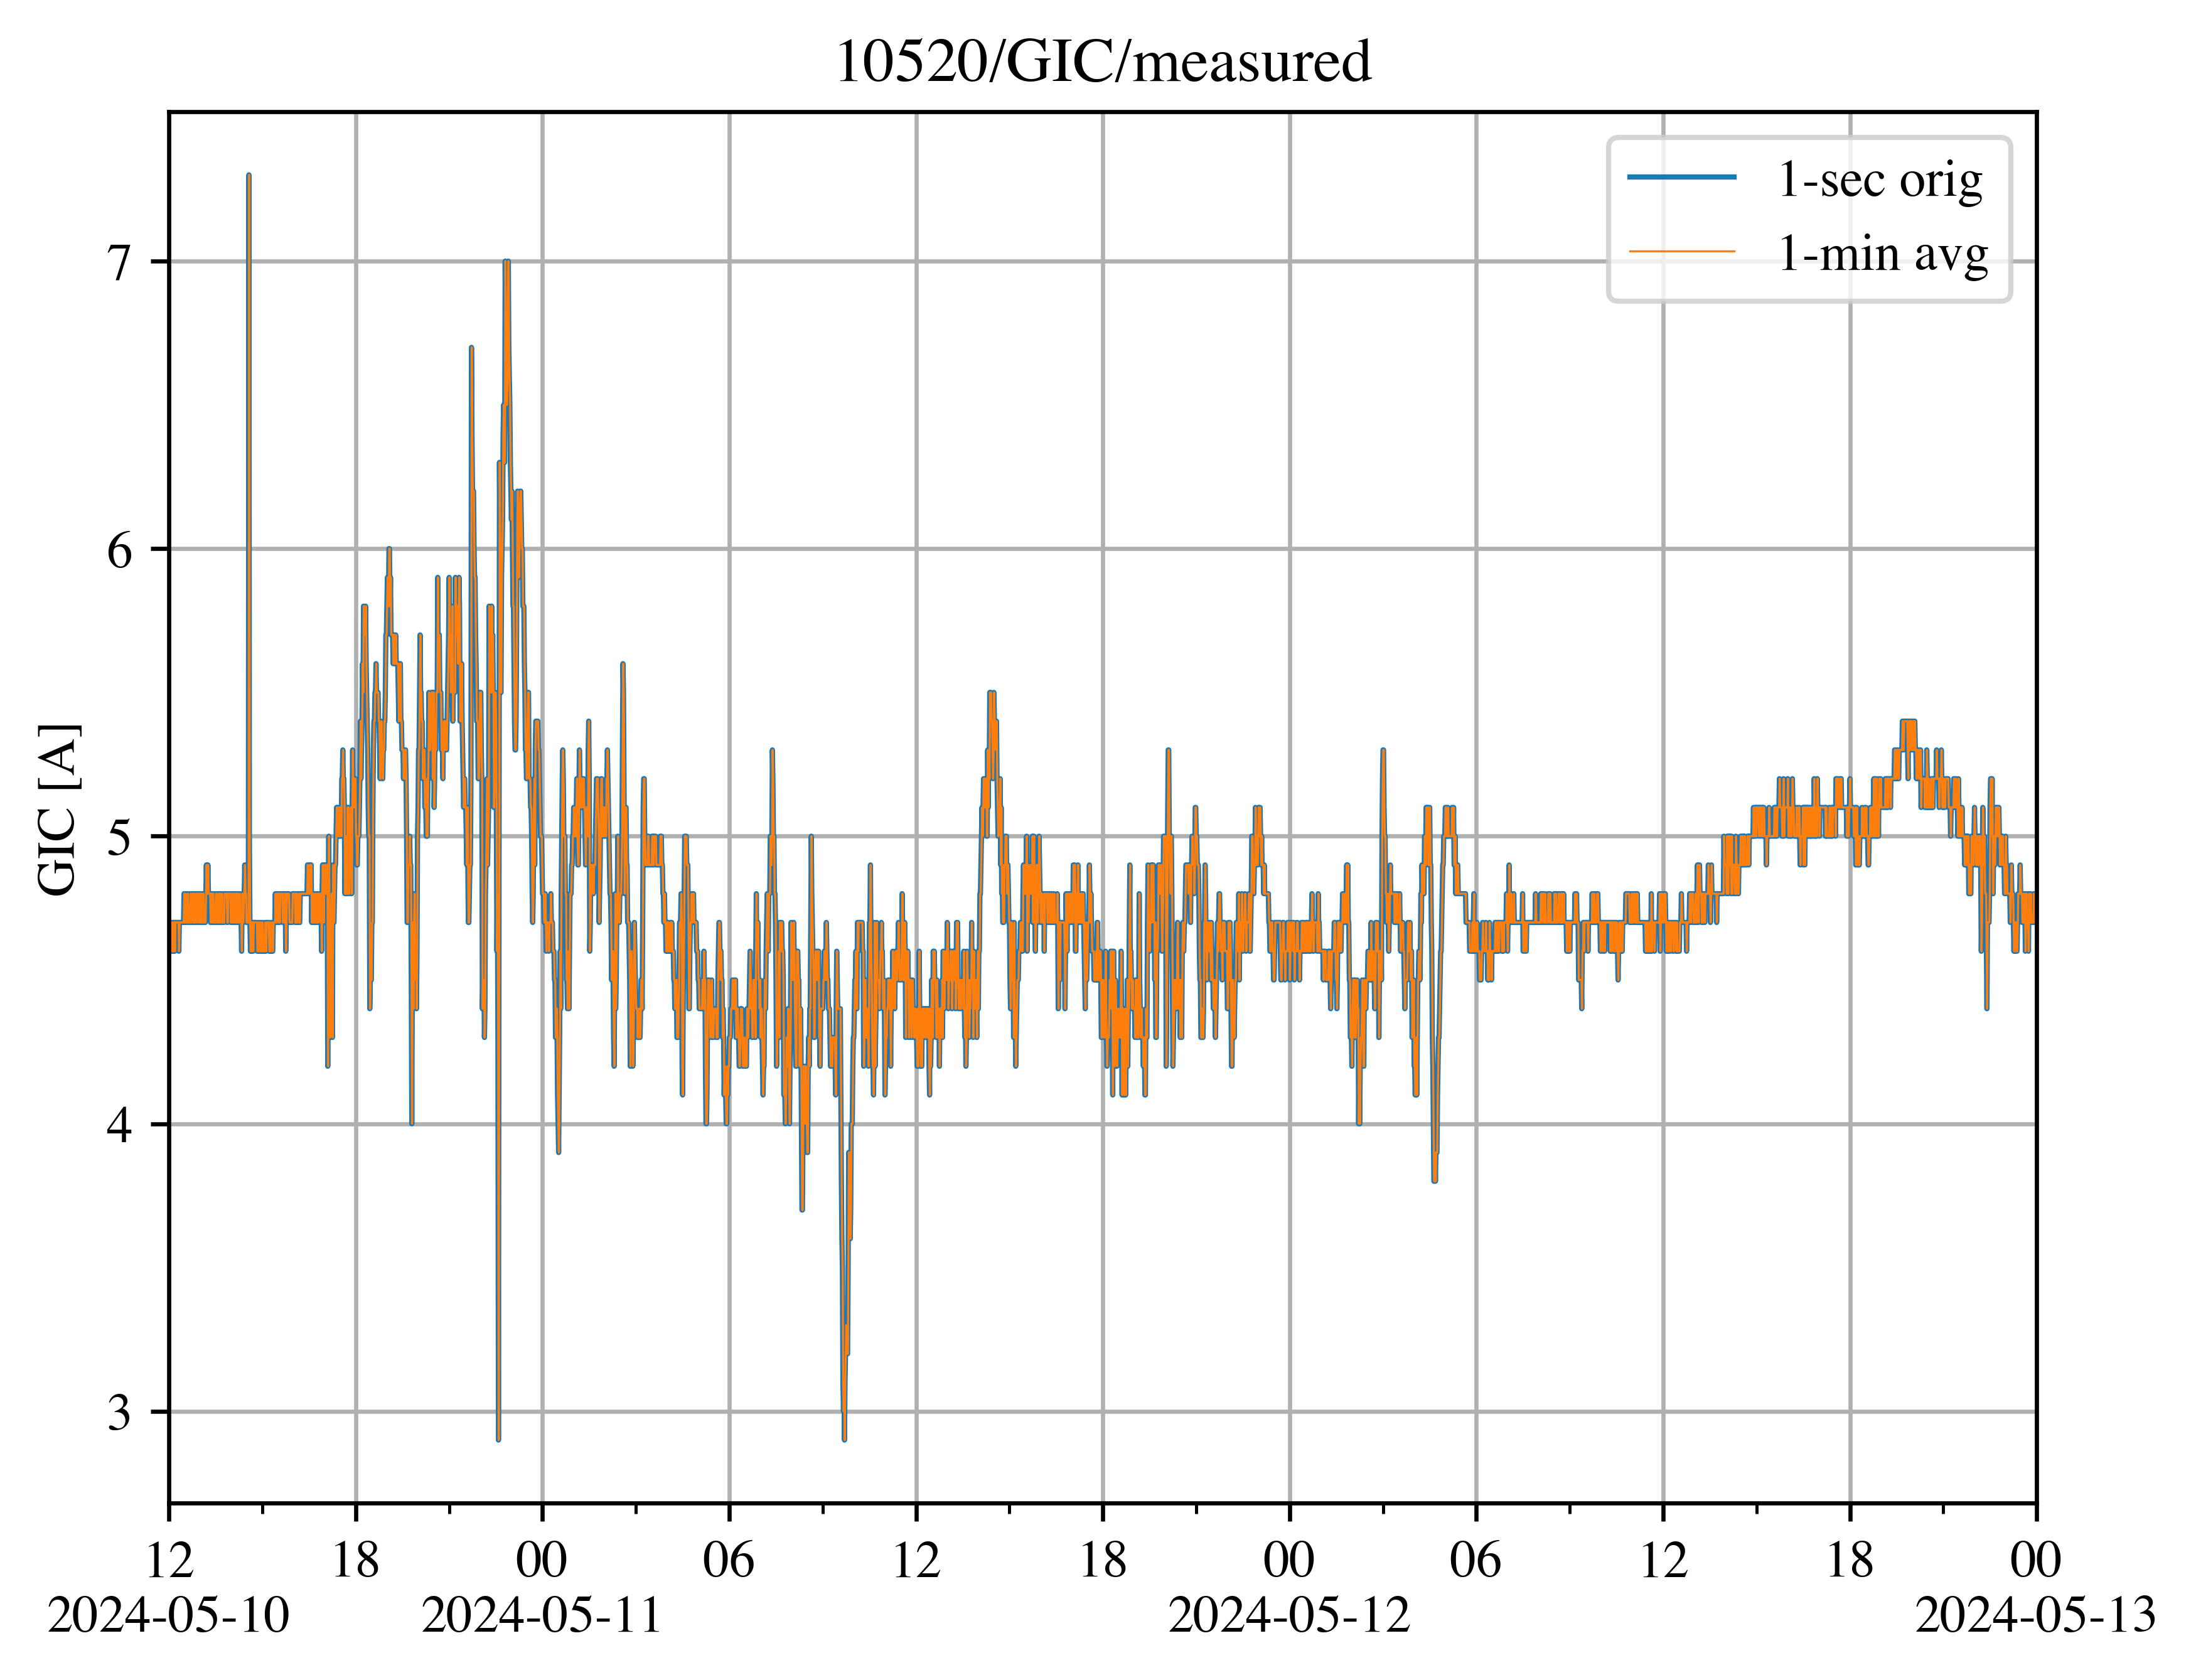 10520/GIC/measured
1-sec orig
1-min avg
GIC [A]
7
6
5
4
3
12 18 00 06 12 18 00 06 12 18 00
2024-05-10 2024-05-11 2024-05-12 2024-05-13